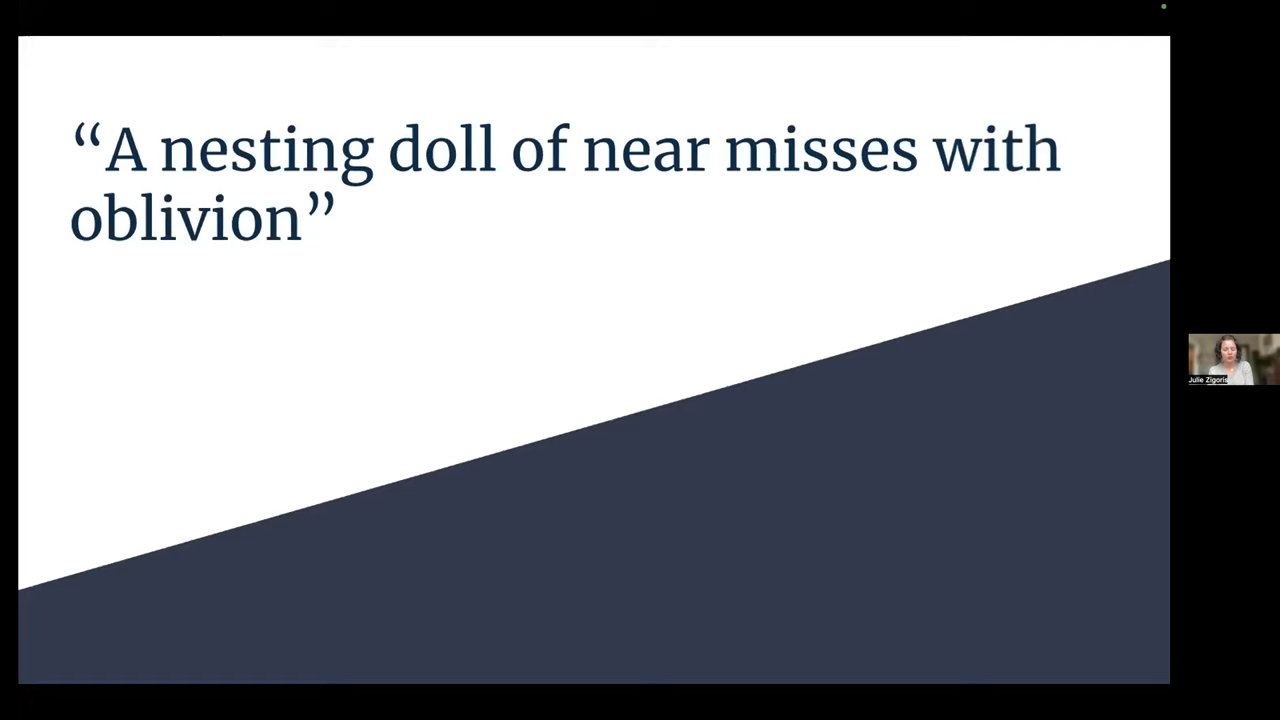 “A nesting doll of near misses with
oblivion”
Julie Zigoris